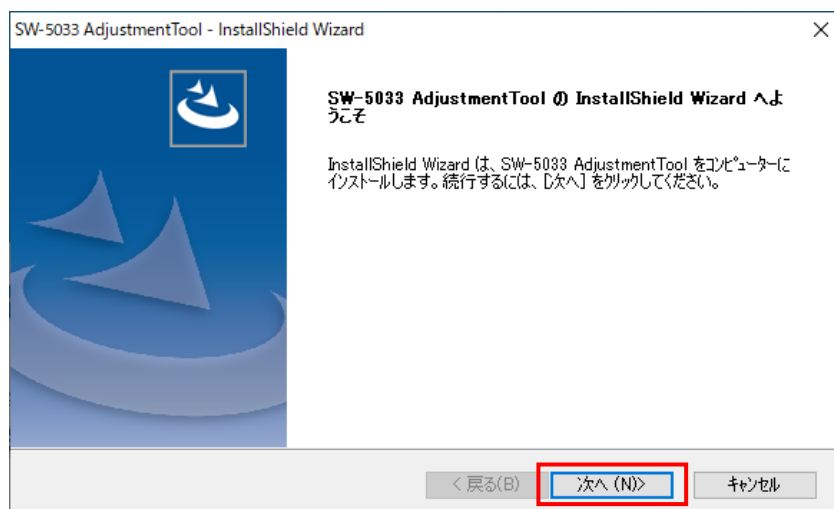 SW-5033 AdjustmentTool - InstallShield Wizard
SW-5033 AdjustmentTool の InstallShield Wizard へよ
うこそ
InstallShield Wizard は、SW-5033 AdjustmentTool をコンピューターに
インストールします。続行するには、[次へ] をクリックしてください。
< 戻る(B)
次へ (N)>
キャンセル